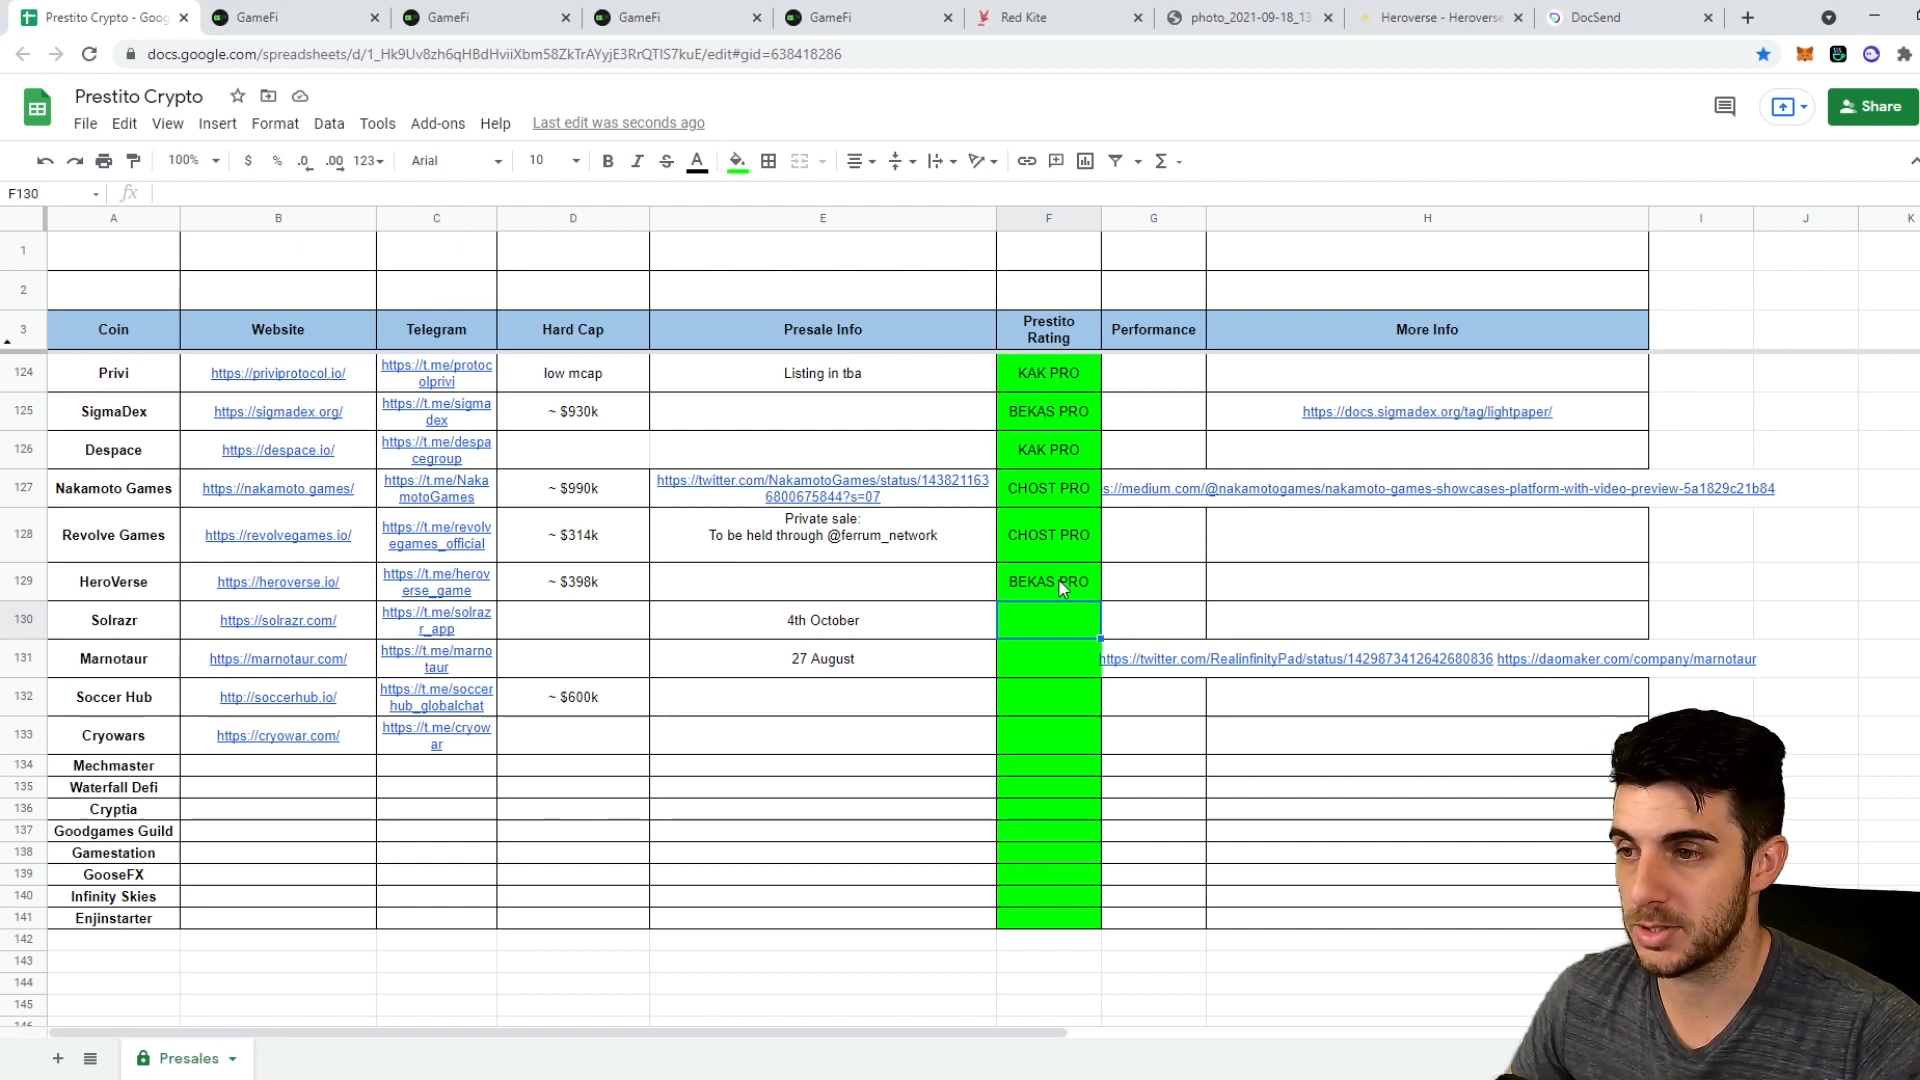 Prestito Crypto - Goog
GameFi
GameFi
GameFi
GameFi
Red Kite
photo_2021-09-18_13
Heroverse - Heroverse
DocSend
docs.google.com/spreadsheets/d/1_Hk9Uv8zh6qHBdHviiXbm58ZkTrAYyjE3RrQTIS7kuE/edit#gid=638418286
Prestito Crypto
Share
File Edit View Insert Format Data Tools Add-ons Help Last edit was seconds ago
100% $ % .0 .00 123 Arial 10 B I S A Σ
F130 fx
A B C D E F G H I J K
1
2
3 Coin Website Telegram Hard Cap Presale Info Prestito Rating Performance More Info
124 Privi https://priviprotocol.io/ https://t.me/protocolprivi low mcap Listing in tba KAK PRO
125 SigmaDex https://sigmadex.org/ https://t.me/sigmadex ~ $930k BEKAS PRO https://docs.sigmadex.org/tag/lightpaper/
126 Despace https://despace.io/ https://t.me/despacegroup KAK PRO
127 Nakamoto Games https://nakamoto.games/ https://t.me/NakamotoGames ~ $990k https://twitter.com/NakamotoGames/status/1438211636800675844?s=07 CHOST PRO s://medium.com/@nakamotogames/nakamoto-games-showcases-platform-with-video-preview-5a1829c21b84
128 Revolve Games https://revolvegames.io/ https://t.me/revolvegames_official ~ $314k Private sale: To be held through @ferrum_network CHOST PRO
129 HeroVerse https://heroverse.io/ https://t.me/heroverse_game ~ $398k BEKAS PRO
130 Solrazr https://solrazr.com/ https://t.me/solrazr_app 4th October
131 Marnotaur https://marnotaur.com/ https://t.me/marnotaur 27 August https://twitter.com/RealinfinityPad/status/1429873412642680836 https://daomaker.com/company/marnotaur
132 Soccer Hub http://soccerhub.io/ https://t.me/soccerhub_globalchat ~ $600k
133 Cryowars https://cryowar.com/ https://t.me/cryowar
134 Mechmaster
135 Waterfall Defi
136 Cryptia
137 Goodgames Guild
138 Gamestation
139 GooseFX
140 Infinity Skies
141 Enjinstarter
142
143
144
145
146
Presales